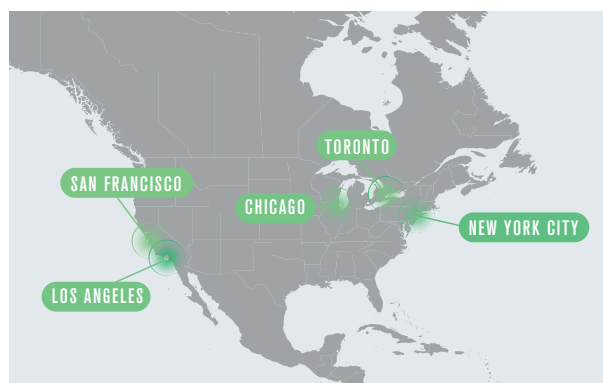 TORONTO
SAN FRANCISCO
CHICAGO
NEW YORK CITY
LOS ANGELES